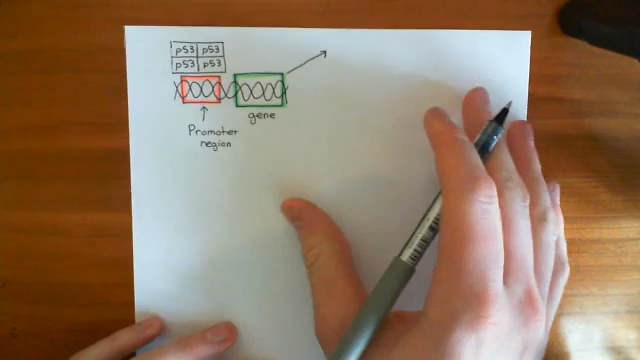 p53 p53
p53 p53
gene
Promoter
region